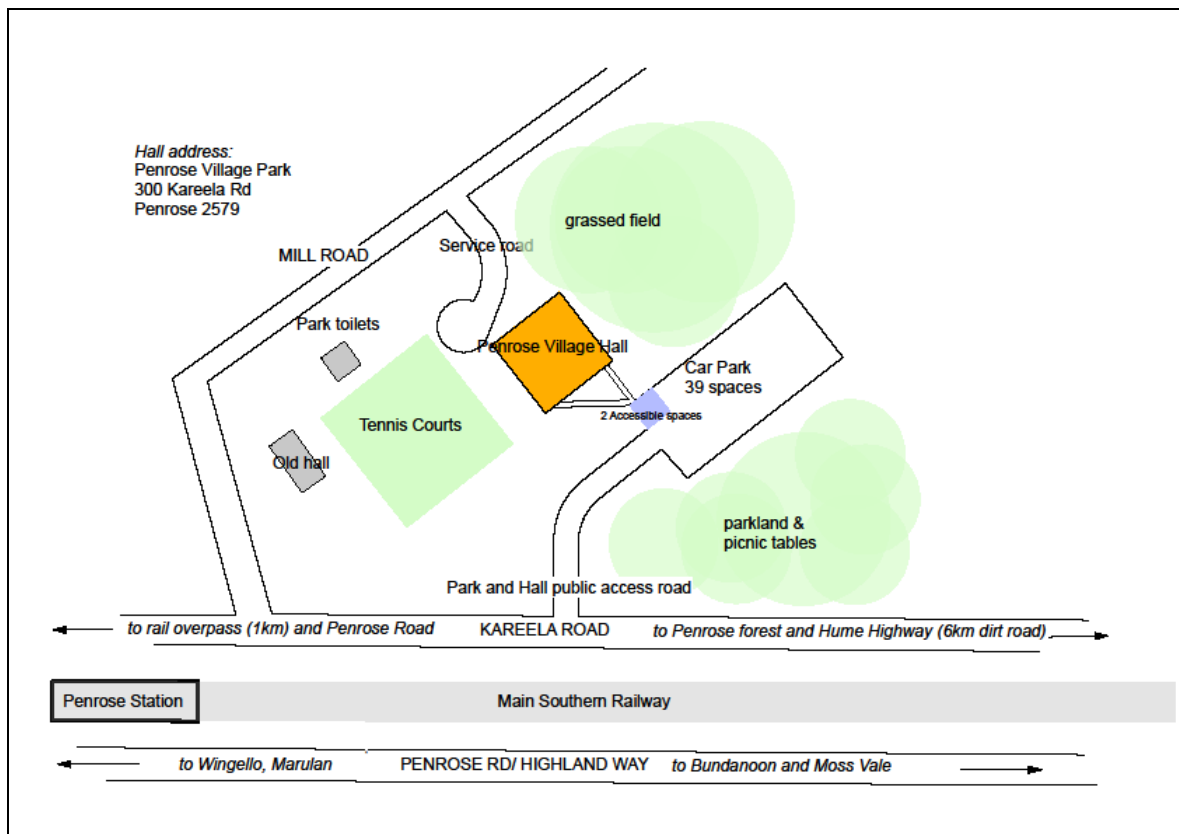 Hall address:
Penrose Village Park
300 Kareela Rd
Penrose 2579
grassed field
Service road
MILL ROAD
Park toilets
Penrose Village Hall
Car Park
39 spaces
2 Accessible spaces
Tennis Courts
Old hall
parkland &
picnic tables
Park and Hall public access road
to rail overpass (1km) and Penrose Road
KAREELA ROAD
to Penrose forest and Hume Highway (6km dirt road)
Penrose Station
Main Southern Railway
to Wingello, Marulan
PENROSE RD/ HIGHLAND WAY
to Bundanoon and Moss Vale